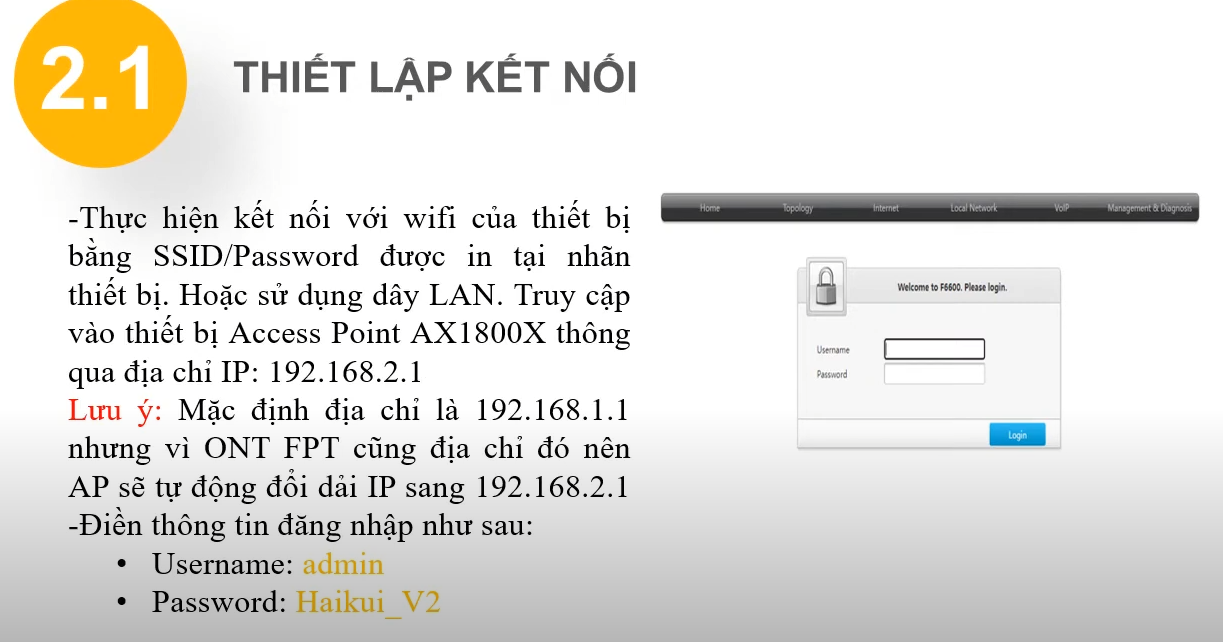 2.1
THIẾT LẬP KẾT NỐI
-Thực hiện kết nối với wifi của thiết bị
bằng SSID/Password được in tại nhãn
thiết bị. Hoặc sử dụng dây LAN. Truy cập
vào thiết bị Access Point AX1800X thông
qua địa chỉ IP: 192.168.2.1
Lưu ý: Mặc định địa chỉ là 192.168.1.1
nhưng vì ONT FPT cũng địa chỉ đó nên
AP sẽ tự động đổi dải IP sang 192.168.2.1
-Điền thông tin đăng nhập như sau:
• Username: admin
• Password: Haikui_V2
Home Topology Internet Local Network VoIP Management & Diagnosis
Welcome to F6600. Please login.
Username
Password
Login